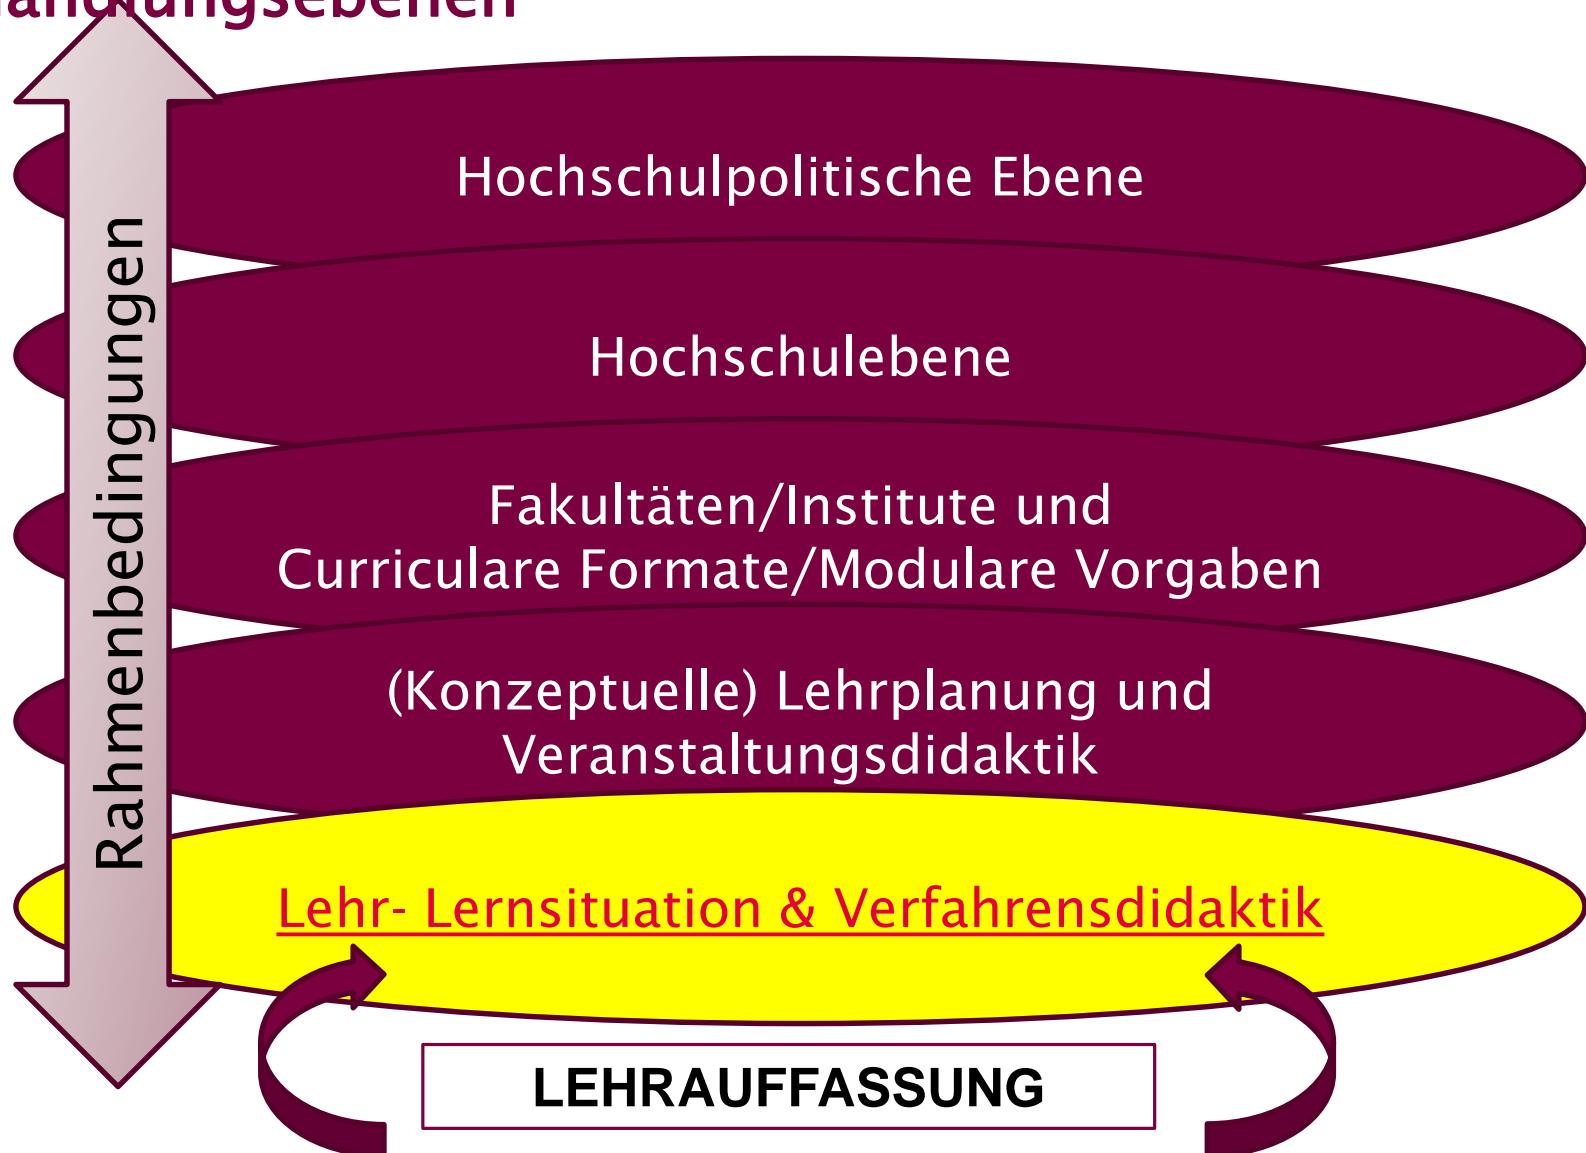 Handlungsebenen
Hochschulpolitische Ebene
Rahmenbedingungen
Hochschulebene
Fakultäten/Institute und
Curriculare Formate/Modulare Vorgaben
(Konzeptuelle) Lehrplanung und
Veranstaltungsdidaktik
Lehr- Lernsituation & Verfahrensdidaktik
LEHRAUFFASSUNG